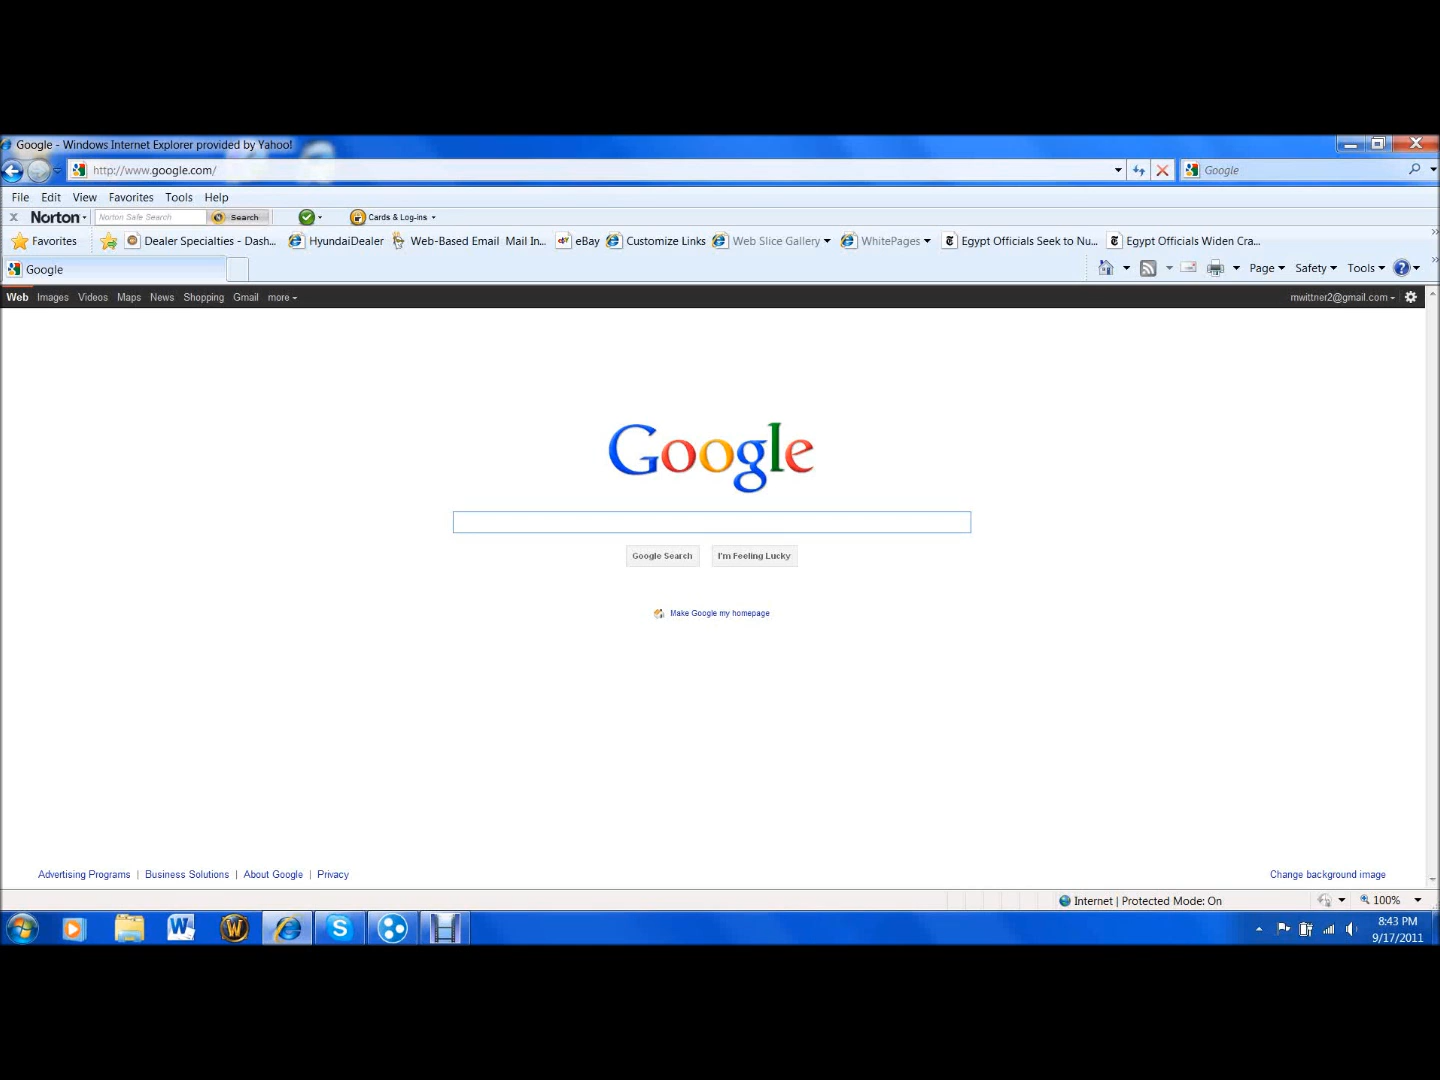 Google - Windows Internet Explorer provided by Yahoo!
http://www.google.com/ Google
File Edit View Favorites Tools Help
x Norton Norton Safe Search Search Cards & Log-ins
Favorites Dealer Specialties - Dash... HyundaiDealer Web-Based Email Mail In... eBay Customize Links Web Slice Gallery WhitePages Egypt Officials Seek to Nu... Egypt Officials Widen Cra...
Google Page Safety Tools
Web Images Videos Maps News Shopping Gmail more mwittner2@gmail.com
Google
Google Search I'm Feeling Lucky
Make Google my homepage
Advertising Programs | Business Solutions | About Google | Privacy Change background image
Internet | Protected Mode: On 100%
8:43 PM
9/17/2011